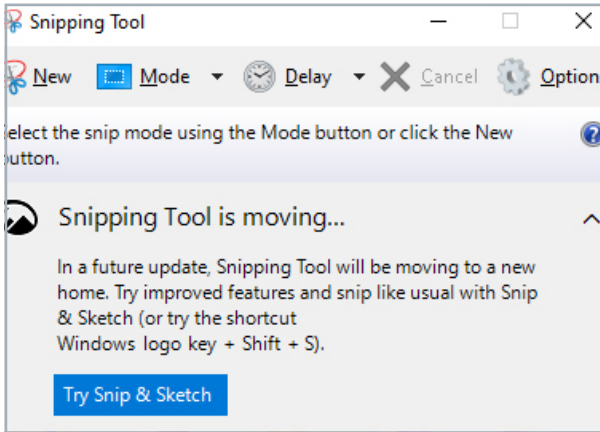 Snipping Tool
New Mode Delay Cancel Option
elect the snip mode using the Mode button or click the New
button.
?
Snipping Tool is moving...
In a future update, Snipping Tool will be moving to a new
home. Try improved features and snip like usual with Snip
& Sketch (or try the shortcut
Windows logo key + Shift + S).
Try Snip & Sketch